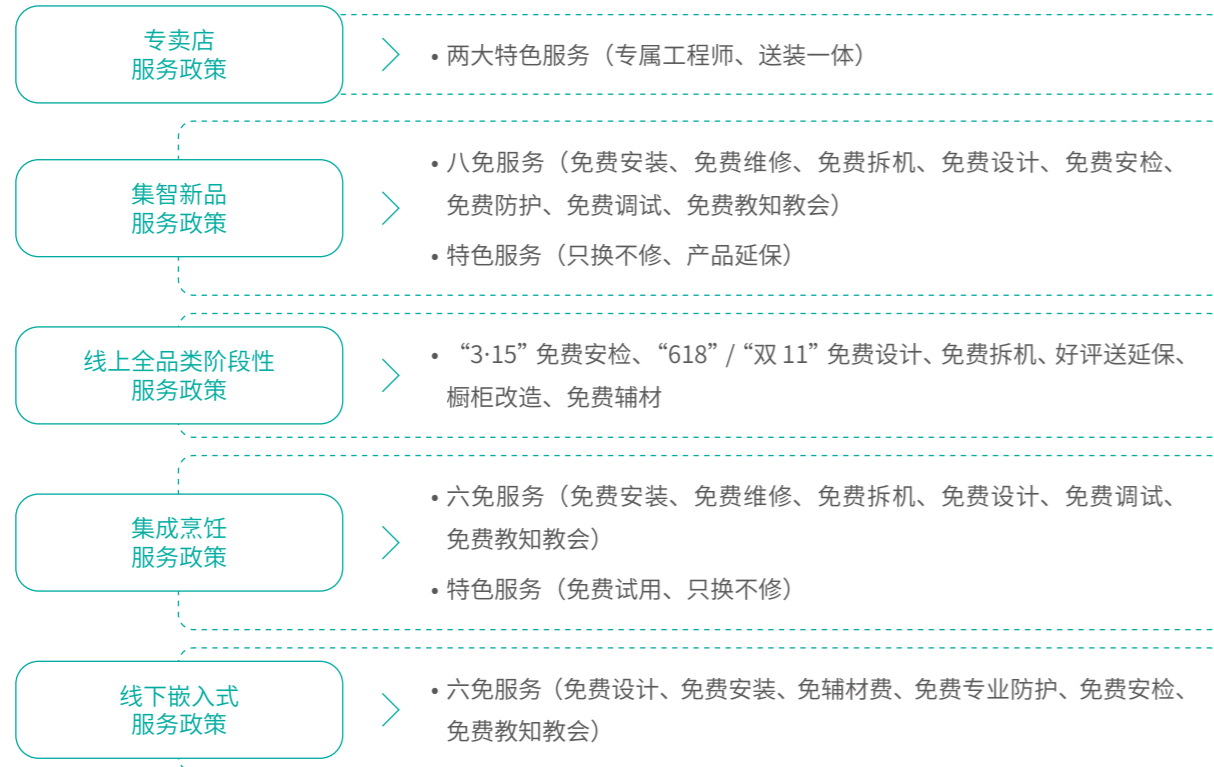 专卖店
服务政策
• 两大特色服务（专属工程师、送装一体）
集智新品
服务政策
• 八免服务（免费安装、免费维修、免费拆机、免费设计、免费安检、
免费防护、免费调试、免费教知教会）
• 特色服务（只换不修、产品延保）
线上全品类阶段性
服务政策
• “3·15”免费安检、“618” / “双 11”免费设计、免费拆机、好评送延保、
橱柜改造、免费辅材
集成烹饪
服务政策
• 六免服务（免费安装、免费维修、免费拆机、免费设计、免费调试、
免费教知教会）
• 特色服务（免费试用、只换不修）
线下嵌入式
服务政策
• 六免服务（免费设计、免费安装、免辅材费、免费专业防护、免费安检、
免费教知教会）